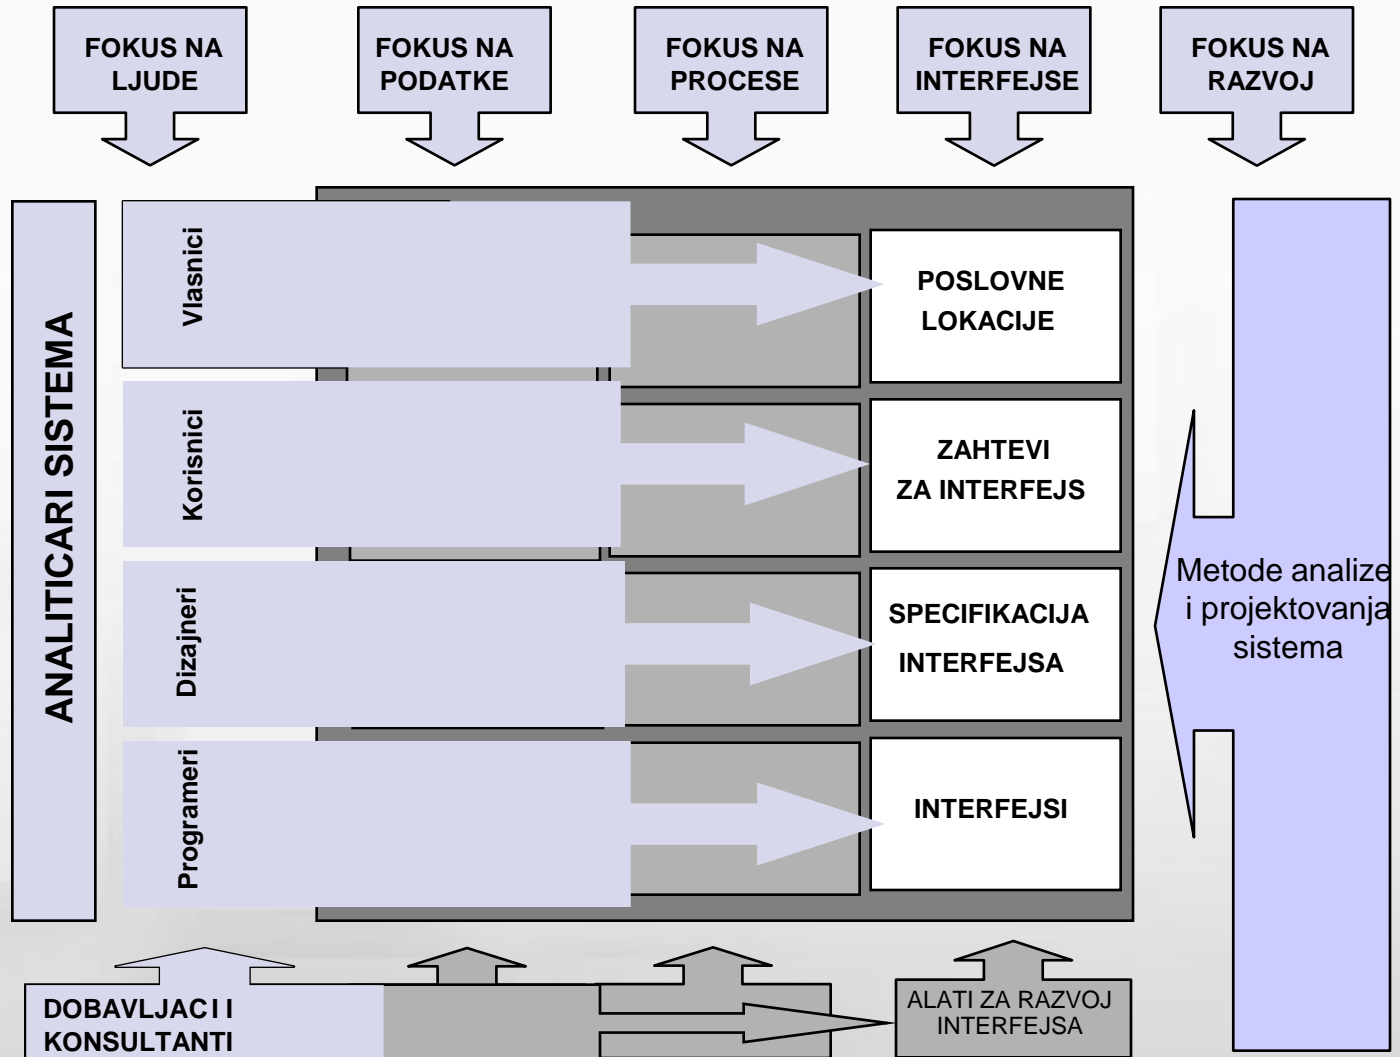 FOKUS NA
LJUDE
FOKUS NA
PODATKE
FOKUS NA
PROCESE
FOKUS NA
INTERFEJSE
FOKUS NA
RAZVOJ
ANALITICARI SISTEMA
Vlasnici
POSLOVNE
LOKACIJE
Korisnici
ZAHTEVI
ZA INTERFEJS
Dizajneri
SPECIFIKACIJA
INTERFEJSA
Programeri
INTERFEJSI
Metode analize
i projektovanja
sistema
DOBAVLJACI I
KONSULTANTI
ALATI ZA RAZVOJ
INTERFEJSA